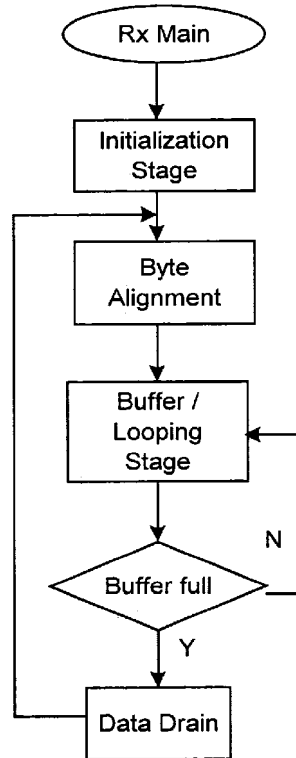 Rx Main
Initialization
Stage
Byte
Alignment
Buffer /
Looping
Stage
N
Buffer full
Y
Data Drain